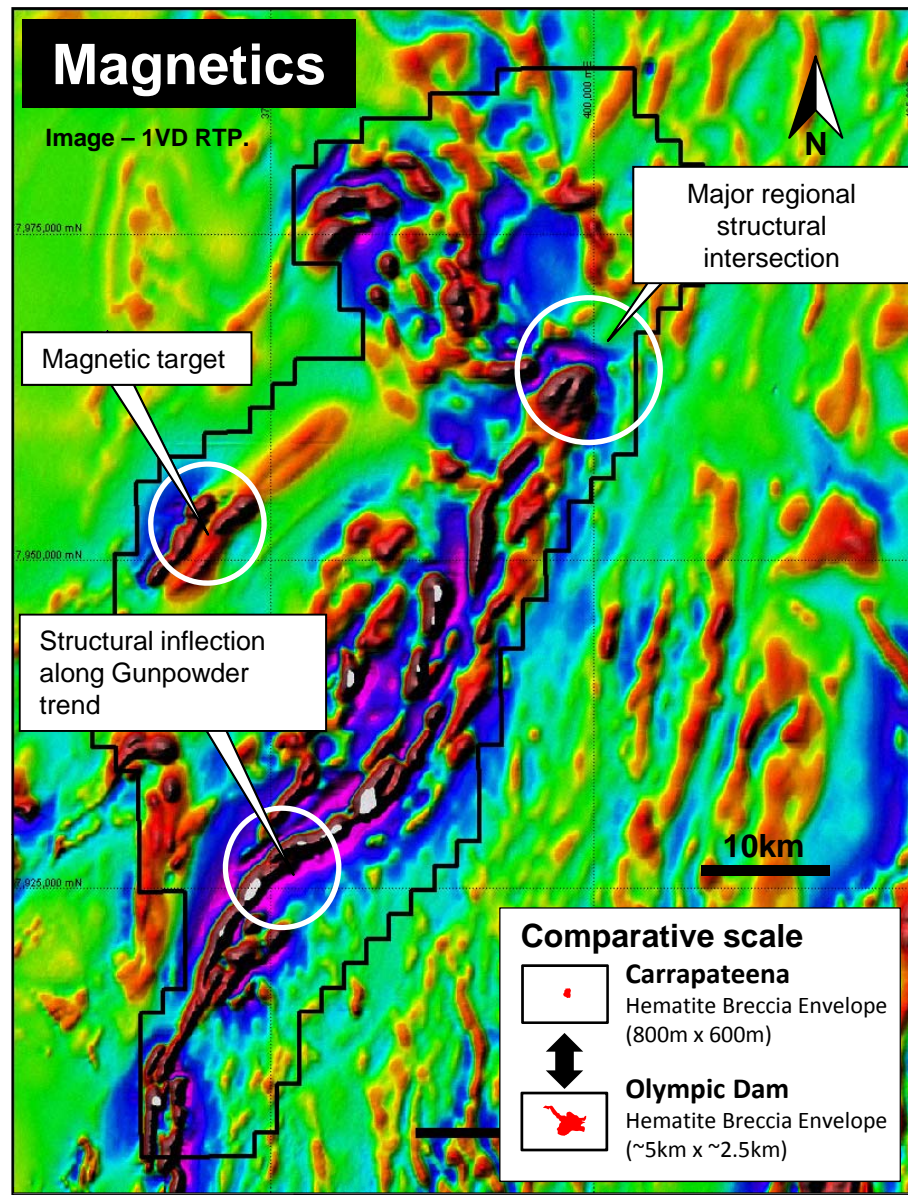 Magnetics
Image – 1VD RTP.
400,000 mE
N
Major regional
structural
intersection
7,975,000 mN
Magnetic target
7,950,000 mN
Structural inflection
along Gunpowder
trend
10km
7,925,000 mN
Comparative scale
Carrapateena
Hematite Breccia Envelope
(800m x 600m)
Olympic Dam
Hematite Breccia Envelope
(~5km x ~2.5km)